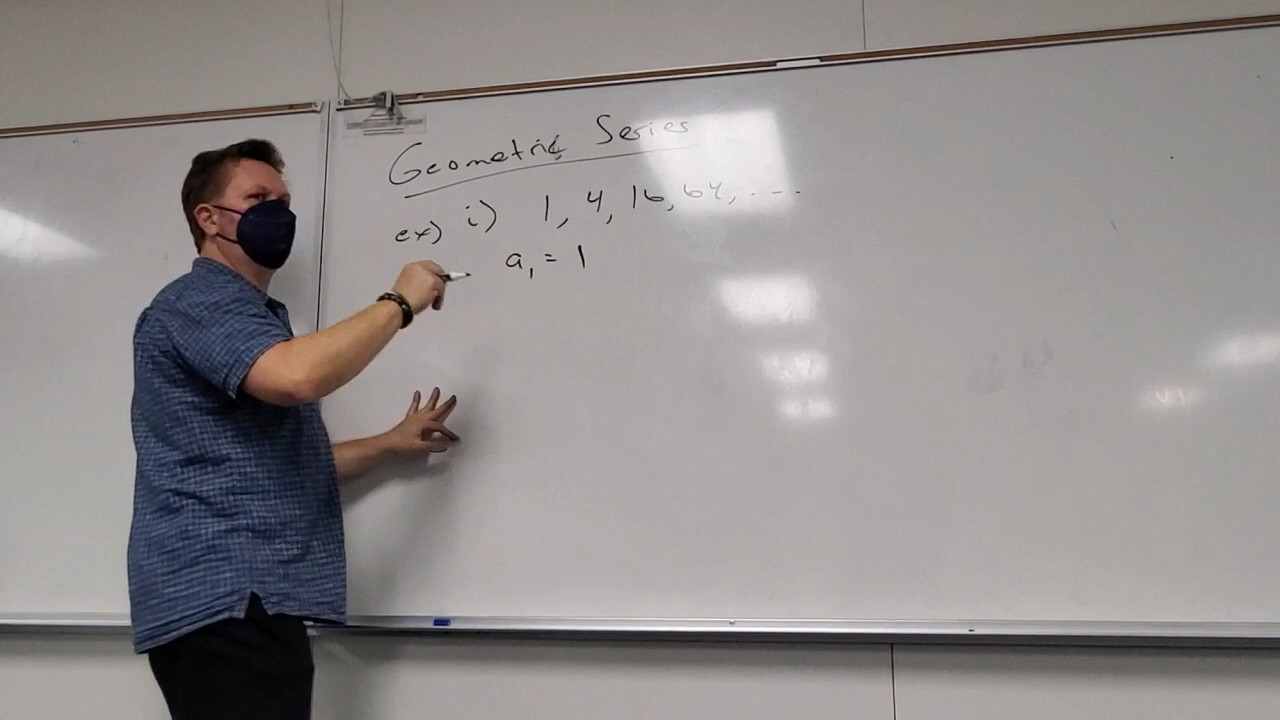 Geometric Series
ex) i) 1, 4, 16, 64, ...
a₁ = 1